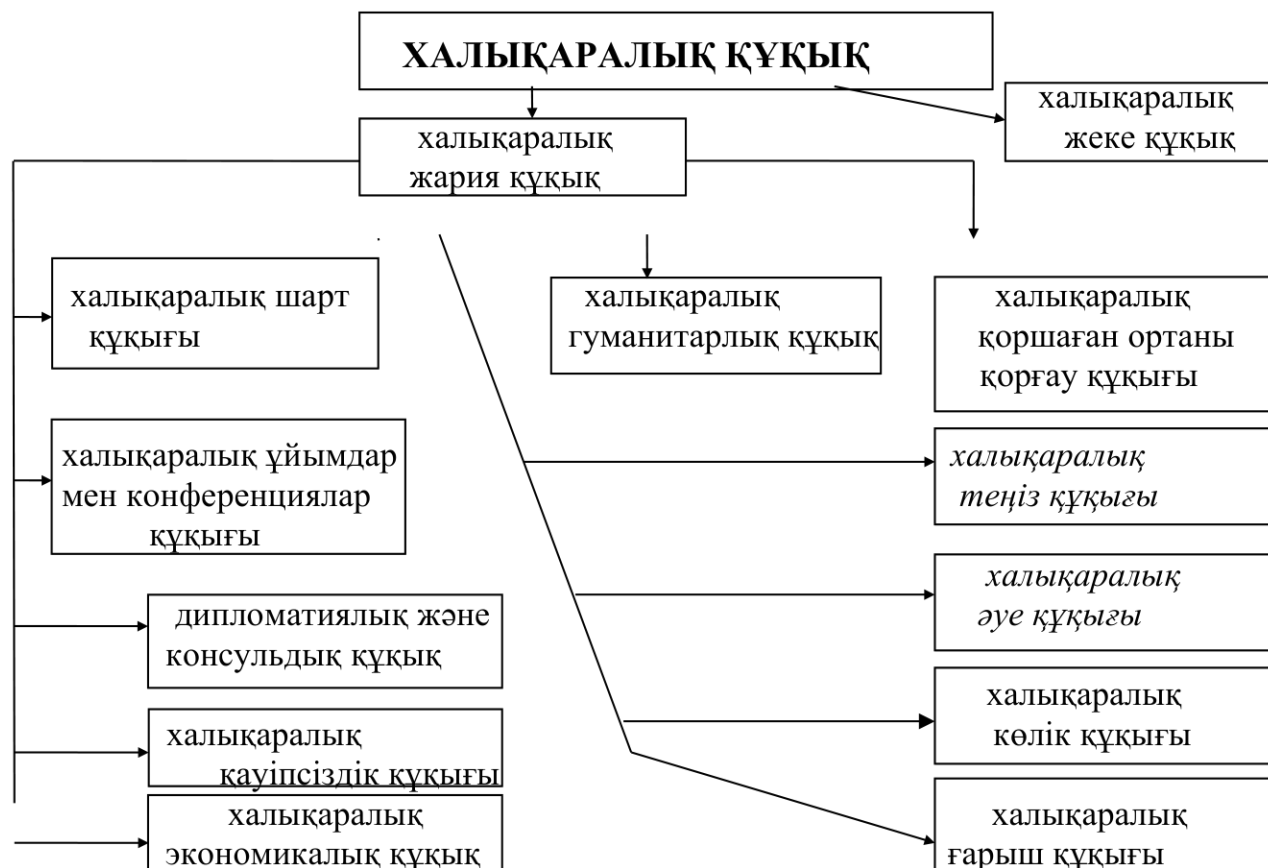 ХАЛЫҚАРАЛЫҚ ҚҰҚЫҚ
халықаралық
жеке құқық
халықаралық
жария құқық
халықаралық шарт
құқығы
халықаралық
гуманитарлық құқық
халықаралық
қоршаған ортаны
қорғау құқығы
халықаралық ұйымдар
мен конференциялар
құқығы
халықаралық
теңіз құқығы
халықаралық
әуе құқығы
дипломатиялық және
консульдық құқық
халықаралық
көлік құқығы
халықаралық
қауіпсіздік құқығы
халықаралық
экономикалық құқық
халықаралық
ғарыш құқығы